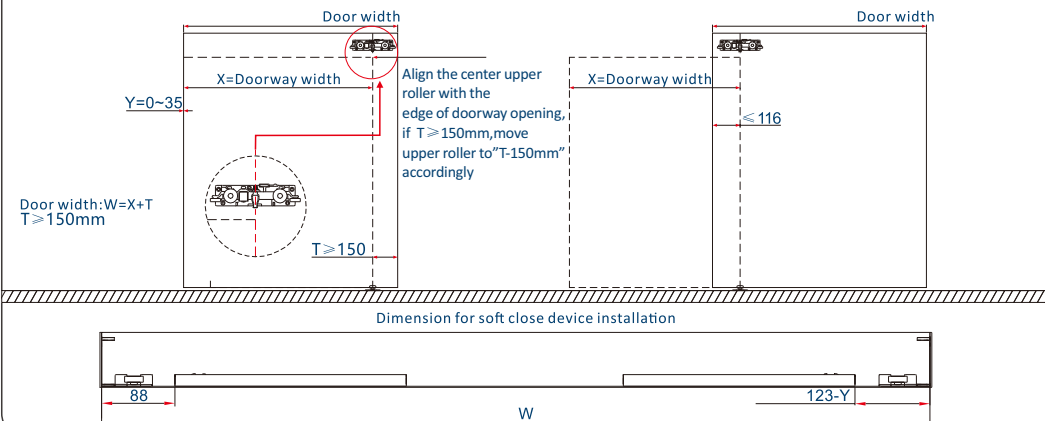 Door width
Door width
X=Doorway width
X=Doorway width
Align the center upper
roller with the
edge of doorway opening,
if T⩾150mm,move
upper roller to”T-150mm”
accordingly
Y=0~35
≤116
Door width:W=X+T
T⩾150mm
T⩾150
Dimension for soft close device installation
88
123-Y
W